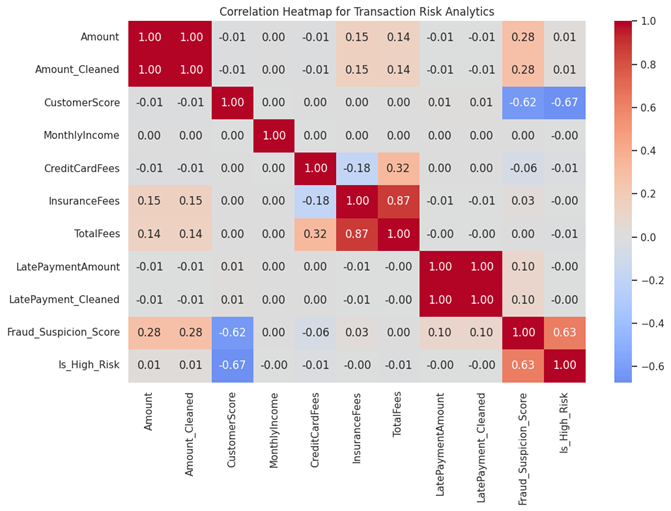 Correlation Heatmap for Transaction Risk Analytics
Amount 1.00 1.00 -0.01 0.00 -0.01 0.15 0.14 -0.01 -0.01 0.28 0.01
Amount_Cleaned 1.00 1.00 -0.01 0.00 -0.01 0.15 0.14 -0.01 -0.01 0.28 0.01
CustomerScore -0.01 -0.01 1.00 0.00 0.00 0.00 0.00 0.01 0.01 -0.62 -0.67
MonthlyIncome 0.00 0.00 0.00 1.00 0.00 0.00 0.00 0.00 0.00 0.00 -0.00
CreditCardFees -0.01 -0.01 0.00 0.00 1.00 -0.18 0.32 0.00 0.00 -0.06 -0.01
InsuranceFees 0.15 0.15 0.00 0.00 -0.18 1.00 0.87 -0.01 -0.01 0.03 -0.00
TotalFees 0.14 0.14 0.00 0.00 0.32 0.87 1.00 -0.00 -0.00 0.00 -0.01
LatePaymentAmount -0.01 -0.01 0.01 0.00 0.00 -0.01 -0.00 1.00 1.00 0.10 -0.00
LatePayment_Cleaned -0.01 -0.01 0.01 0.00 0.00 -0.01 -0.00 1.00 1.00 0.10 -0.00
Fraud_Suspicion_Score 0.28 0.28 -0.62 0.00 -0.06 0.03 0.00 0.10 0.10 1.00 0.63
Is_High_Risk 0.01 0.01 -0.67 -0.00 -0.01 -0.00 -0.01 -0.00 -0.00 0.63 1.00
Amount
Amount_Cleaned
CustomerScore
MonthlyIncome
CreditCardFees
InsuranceFees
TotalFees
LatePaymentAmount
LatePayment_Cleaned
Fraud_Suspicion_Score
Is_High_Risk
1.0
0.8
0.6
0.4
0.2
0.0
−0.2
−0.4
−0.6